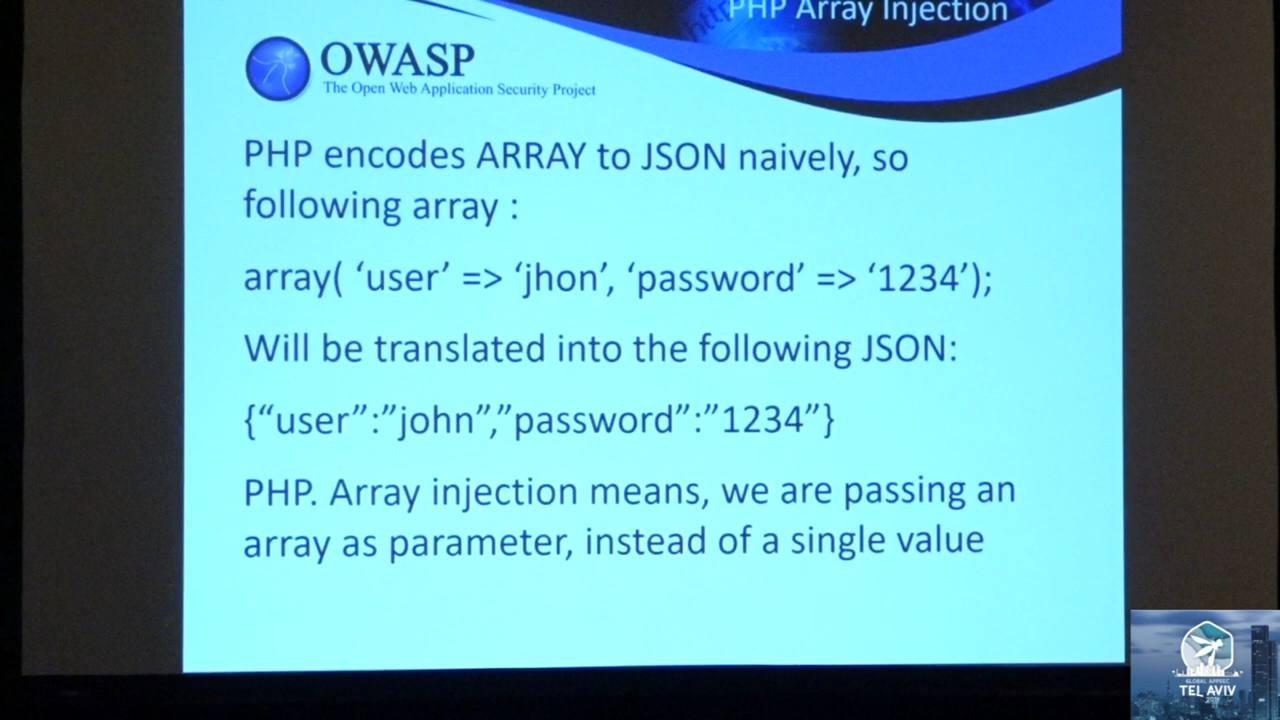 PHP Array Injection
OWASP
The Open Web Application Security Project
PHP encodes ARRAY to JSON naively, so
following array :
array( ‘user’ => ‘jhon’, ‘password’ => ‘1234’);
Will be translated into the following JSON:
{“user”:”john”,”password”:”1234”}
PHP. Array injection means, we are passing an
array as parameter, instead of a single value
GLOBAL APPSEC
TEL AVIV